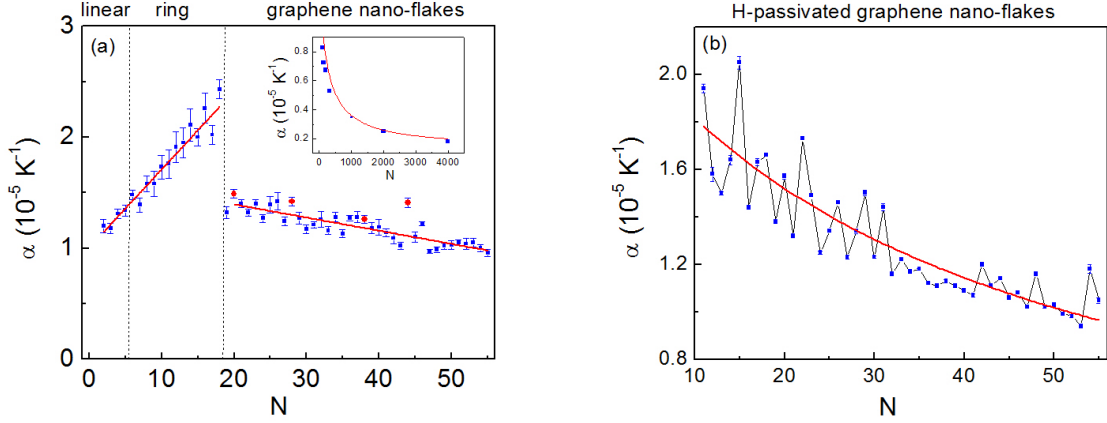 linear ring graphene nano-flakes
(a)
α (10⁻⁵ K⁻¹)
3
2
1
0
0 10 20 30 40 50
N
α (10⁻⁵ K⁻¹)
0.8
0.6
0.4
0.2
0 1000 2000 3000 4000
N
H-passivated graphene nano-flakes
(b)
α (10⁻⁵ K⁻¹)
2.0
1.6
1.2
0.8
10 20 30 40 50
N